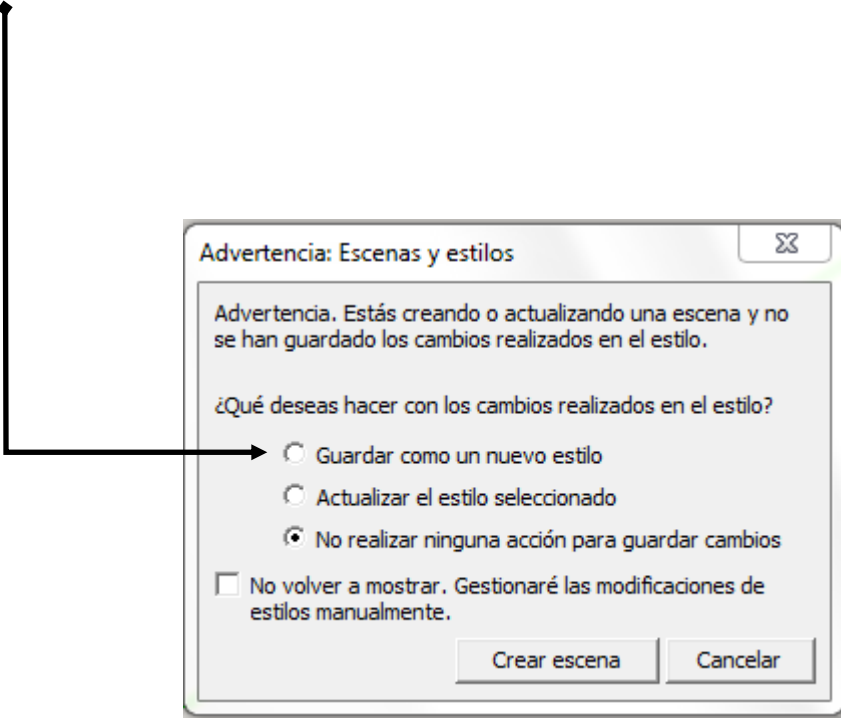 Advertencia: Escenas y estilos
Advertencia. Estás creando o actualizando una escena y no
se han guardado los cambios realizados en el estilo.
¿Qué deseas hacer con los cambios realizados en el estilo?
Guardar como un nuevo estilo
Actualizar el estilo seleccionado
No realizar ninguna acción para guardar cambios
No volver a mostrar. Gestionaré las modificaciones de
estilos manualmente.
Crear escena
Cancelar